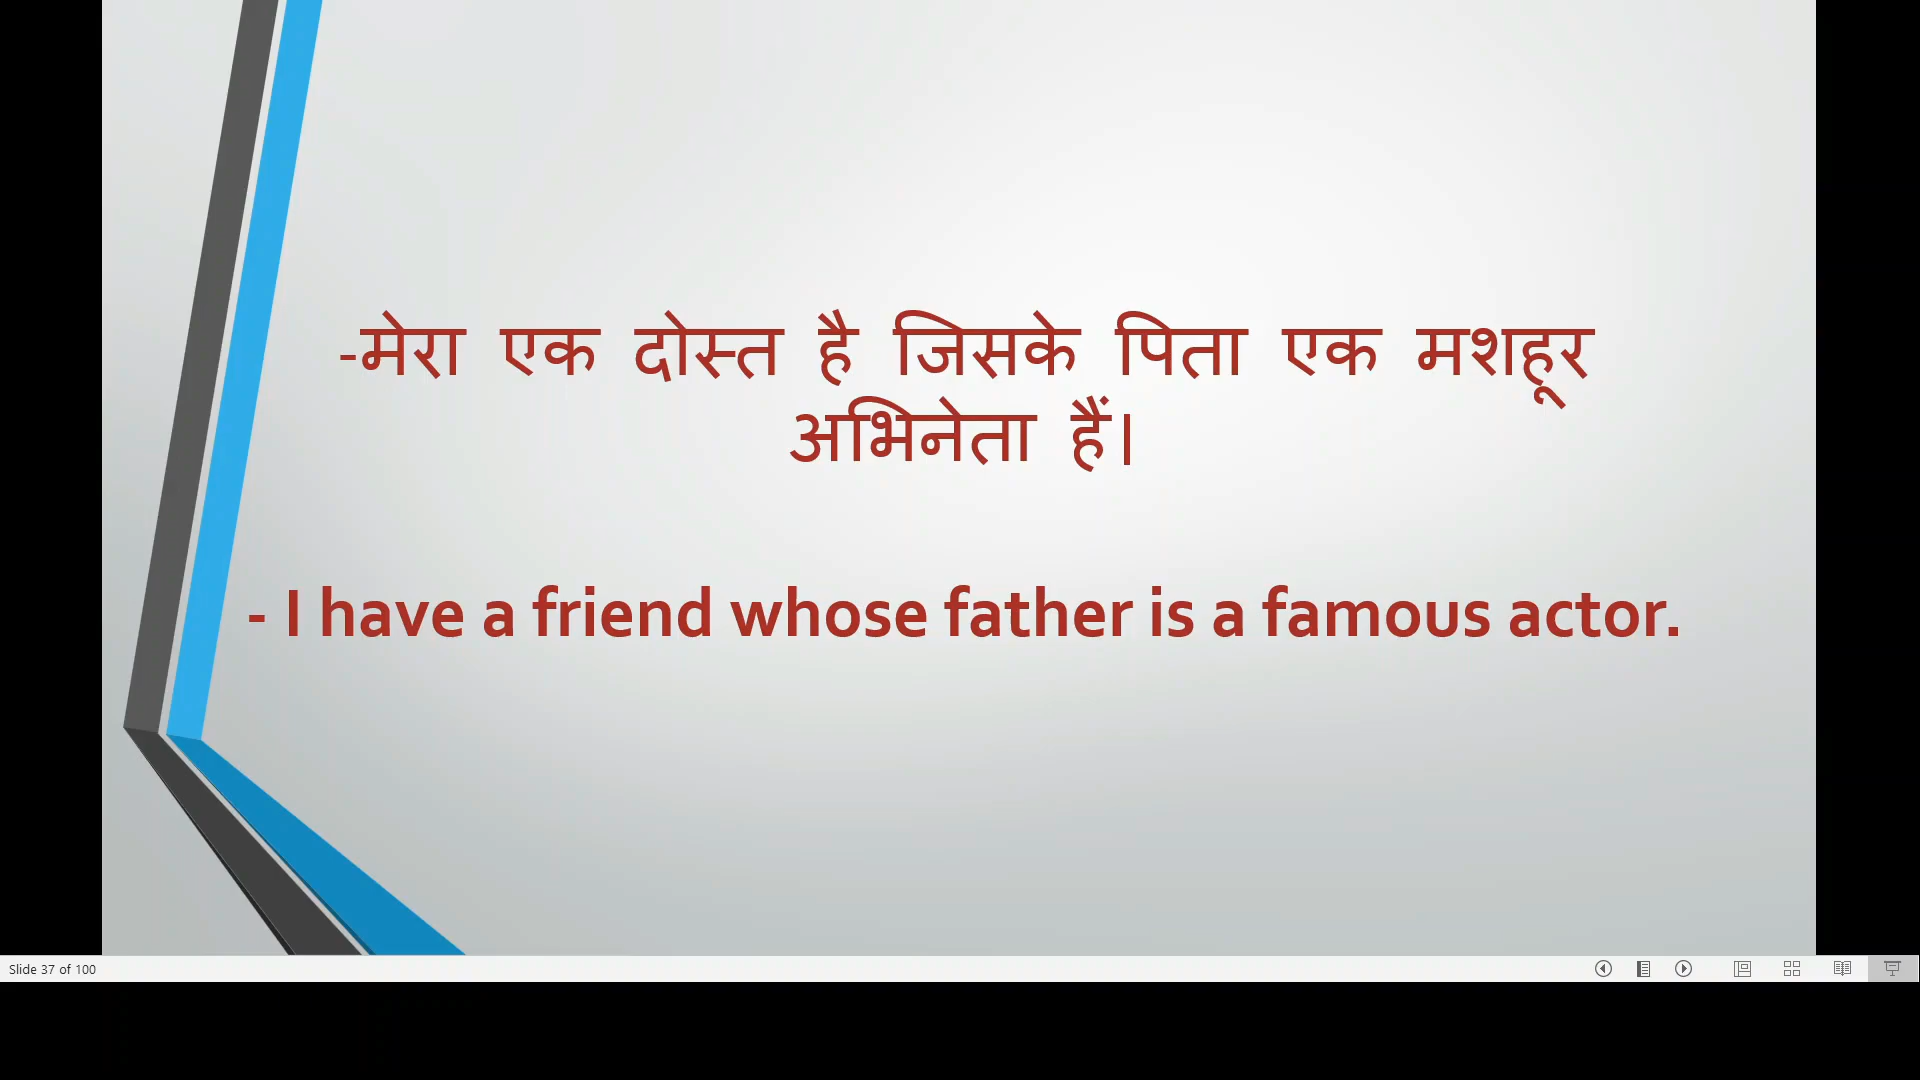 -मेरा एक दोस्त है जिसके पिता एक मशहूर
अभिनेता हैं।
- I have a friend whose father is a famous actor.
Slide 37 of 100